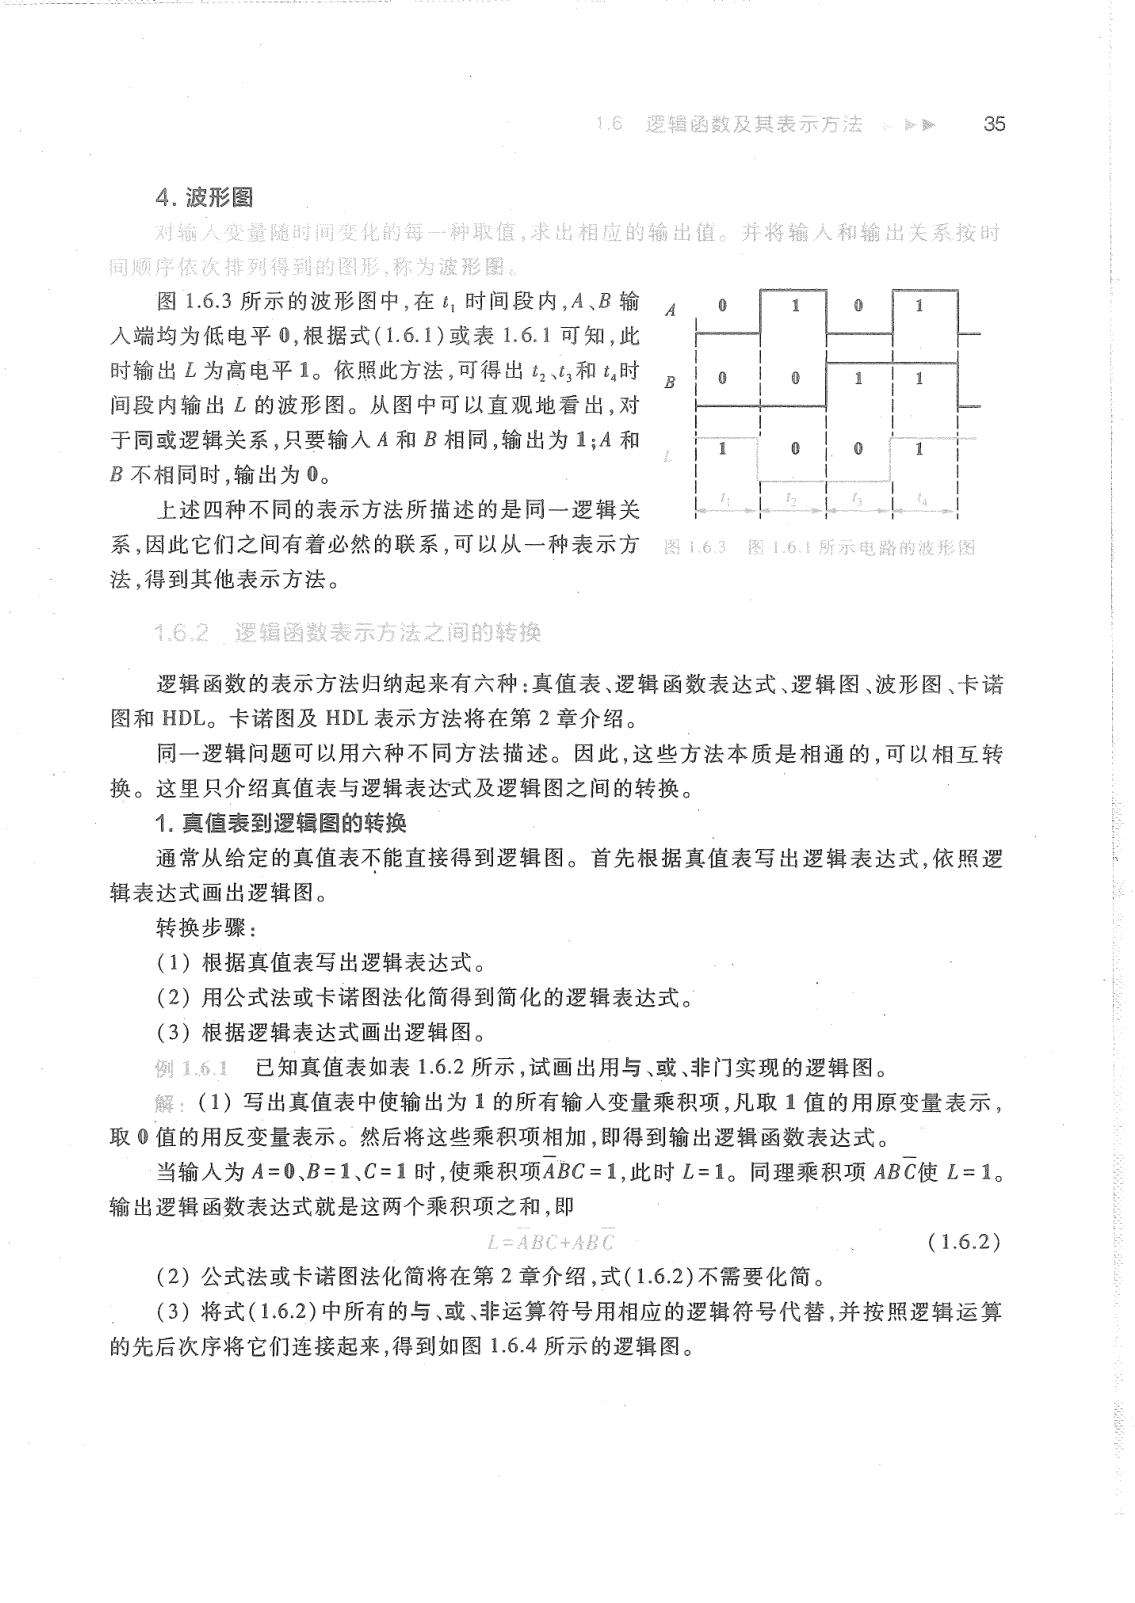 1.6 逻辑函数及其表示方法 ▶▶ 35
4. 波形图
对输入变量随时间变化的每一种取值,求出相应的输出值。并将输入和输出关系按时
间顺序依次排列得到的图形,称为波形图。
图 1.6.3 所示的波形图中,在 t₁ 时间段内,A、B 输
入端均为低电平 0,根据式(1.6.1)或表 1.6.1 可知,此
时输出 L 为高电平 1。依照此方法,可得出 t₂、t₃和 t₄时
间段内输出 L 的波形图。从图中可以直观地看出,对
于同或逻辑关系,只要输入 A 和 B 相同,输出为 1;A 和
B 不相同时,输出为 0。
上述四种不同的表示方法所描述的是同一逻辑关
系,因此它们之间有着必然的联系,可以从一种表示方
法,得到其他表示方法。
A 0 1 0 1
B 0 0 1 1
L 1 0 0 1
t₁ t₂ t₃ t₄
图 1.6.3 图 1.6.1 所示电路的波形图
1.6.2 逻辑函数表示方法之间的转换
逻辑函数的表示方法归纳起来有六种:真值表、逻辑函数表达式、逻辑图、波形图、卡诺
图和 HDL。卡诺图及 HDL 表示方法将在第 2 章介绍。
同一逻辑问题可以用六种不同方法描述。因此,这些方法本质是相通的,可以相互转
换。这里只介绍真值表与逻辑表达式及逻辑图之间的转换。
1. 真值表到逻辑图的转换
通常从给定的真值表不能直接得到逻辑图。首先根据真值表写出逻辑表达式,依照逻
辑表达式画出逻辑图。
转换步骤:
(1) 根据真值表写出逻辑表达式。
(2) 用公式法或卡诺图法化简得到简化的逻辑表达式。
(3) 根据逻辑表达式画出逻辑图。
例 1.6.1 已知真值表如表 1.6.2 所示,试画出用与、或、非门实现的逻辑图。
解:(1) 写出真值表中使输出为 1 的所有输入变量乘积项,凡取 1 值的用原变量表示,
取 0 值的用反变量表示。然后将这些乘积项相加,即得到输出逻辑函数表达式。
当输入为 A=0、B=1、C=1 时,使乘积项A̅BC=1,此时 L=1。同理乘积项 ABC̅使 L=1。
输出逻辑函数表达式就是这两个乘积项之和,即
L=A̅BC+ABC̅ (1.6.2)
(2) 公式法或卡诺图法化简将在第 2 章介绍,式(1.6.2)不需要化简。
(3) 将式(1.6.2)中所有的与、或、非运算符号用相应的逻辑符号代替,并按照逻辑运算
的先后次序将它们连接起来,得到如图 1.6.4 所示的逻辑图。